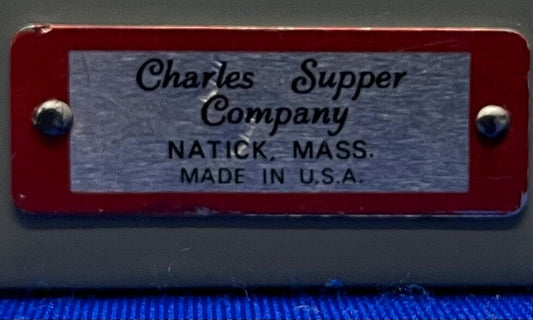 Charles Supper
Company
NATICK, MASS.
MADE IN U.S.A.